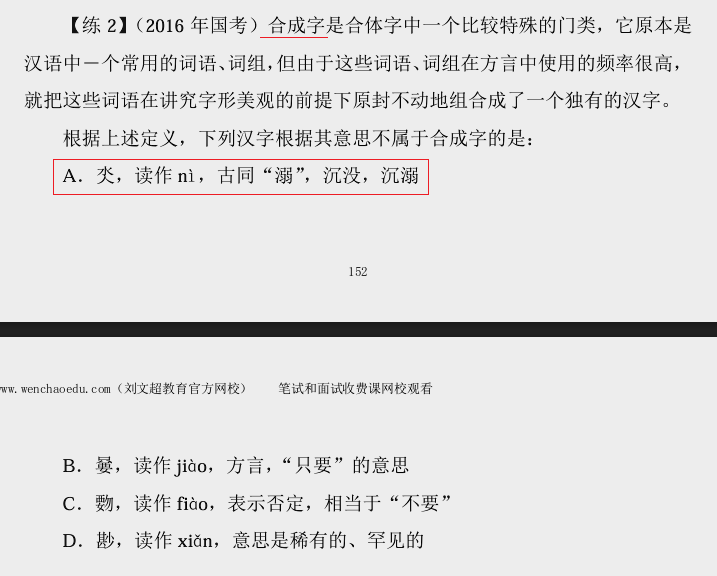 【练 2】（2016 年国考）合成字是合体字中一个比较特殊的门类，它原本是
汉语中一个常用的词语、词组，但由于这些词语、词组在方言中使用的频率很高，
就把这些词语在讲究字形美观的前提下原封不动地组合成了一个独有的汉字。
根据上述定义，下列汉字根据其意思不属于合成字的是：
A．氼，读作 nì，古同“溺”，沉没，沉溺
152
ww.wenchaoedu.com（刘文超教育官方网校） 笔试和面试收费课网校观看
B．嘦，读作 jiào，方言，“只要”的意思
C．覅，读作 fiào，表示否定，相当于“不要”
D．尠，读作 xiǎn，意思是稀有的、罕见的